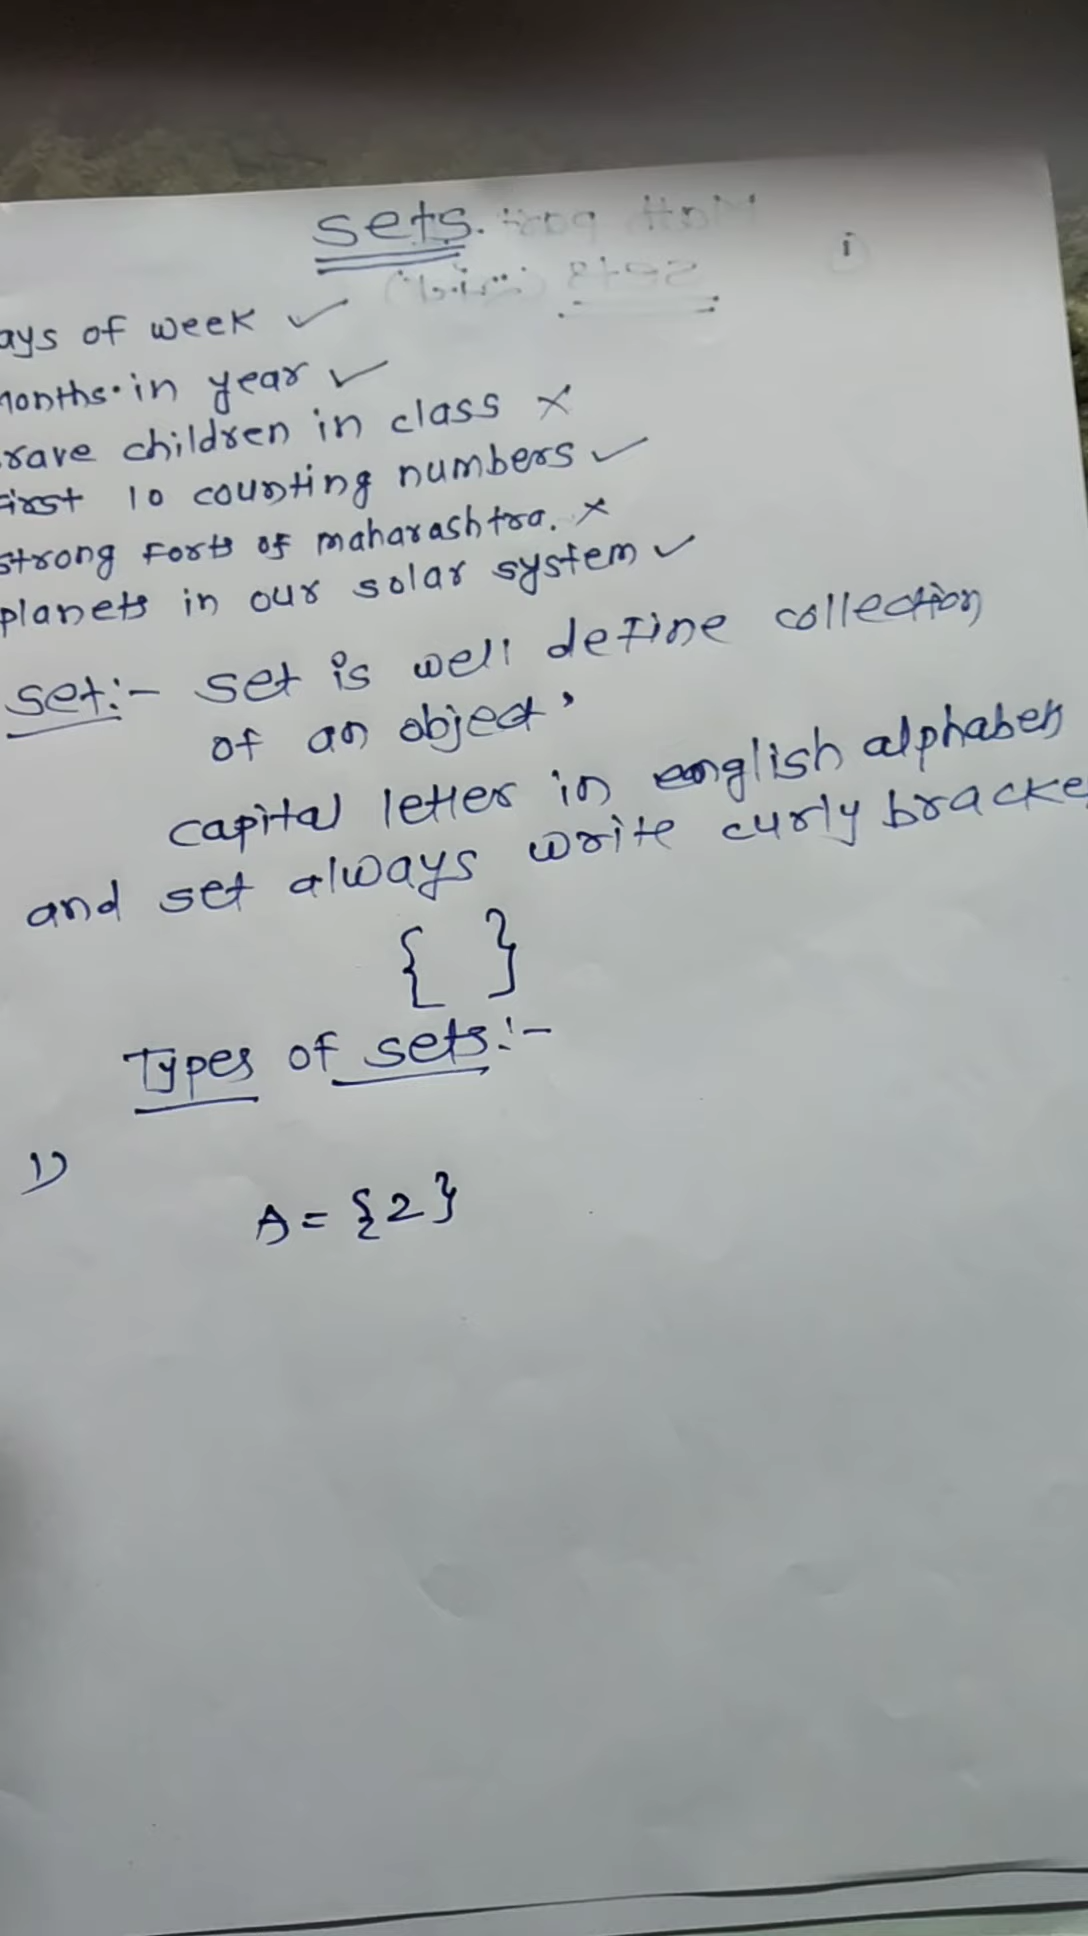 sets.
ays of week ✓
months in year ✓
rave children in class ×
First 10 counting numbers ✓
strong Forts of maharashtra. ×
planets in our solar system ✓
set:- set is well define collection
of an object,
capital letter in english alphabets
and set always write curly bracke
{ }
Types of sets:-
1)
A = {2}